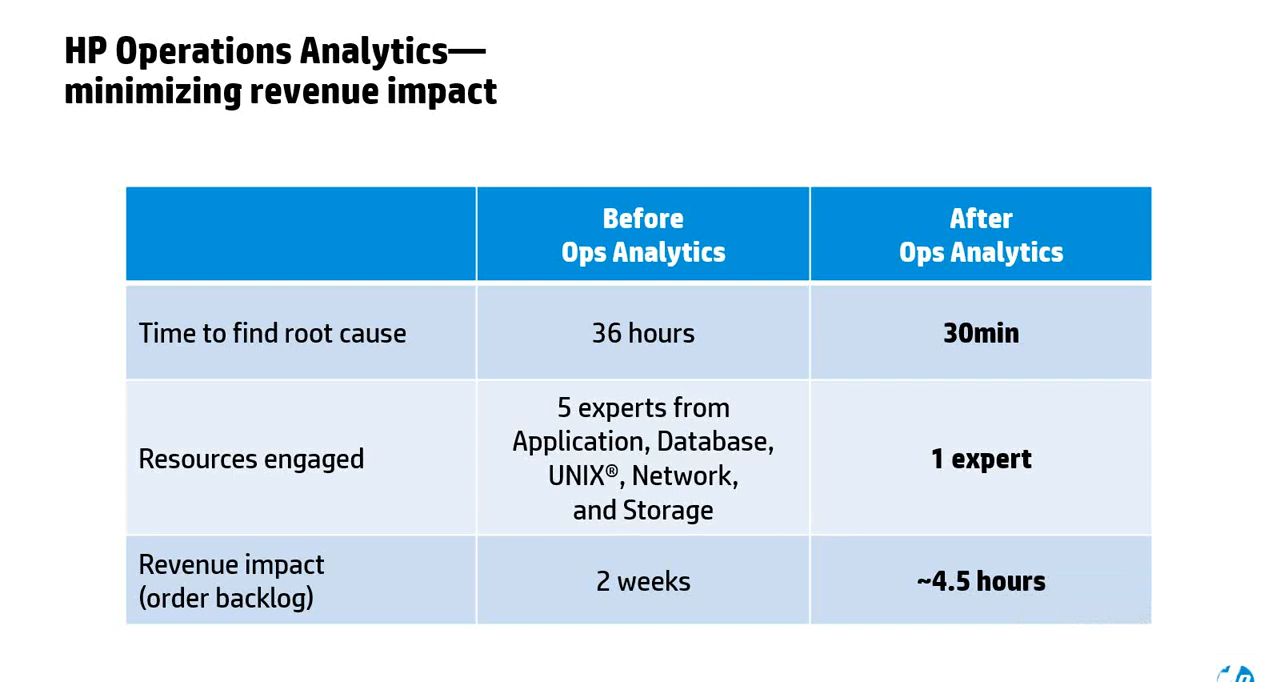 HP Operations Analytics—
minimizing revenue impact
Before
Ops Analytics
After
Ops Analytics
Time to find root cause
36 hours
30min
Resources engaged
5 experts from
Application, Database,
UNIX®, Network,
and Storage
1 expert
Revenue impact
(order backlog)
2 weeks
~4.5 hours